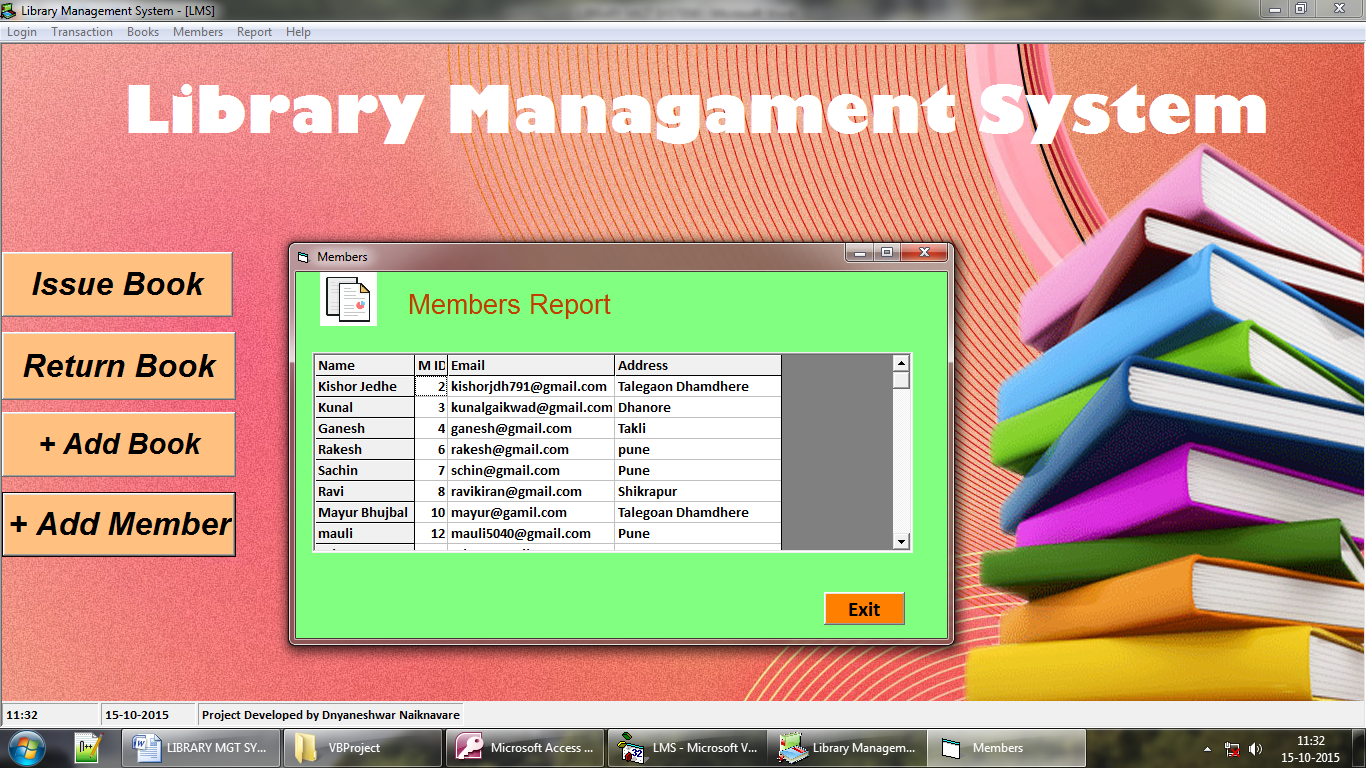 Library Management System - [LMS]
Login Transaction Books Members Report Help
Library Managament System
Issue Book
Return Book
+ Add Book
+ Add Member
Members
Members Report
Name M ID Email Address
Kishor Jedhe 2 kishorjdh791@gmail.com Talegaon Dhamdhere
Kunal 3 kunalgaikwad@gmail.com Dhanore
Ganesh 4 ganesh@gmail.com Takli
Rakesh 6 rakesh@gmail.com pune
Sachin 7 schin@gmail.com Pune
Ravi 8 ravikiran@gmail.com Shikrapur
Mayur Bhujbal 10 mayur@gamil.com Talegoan Dhamdhere
mauli 12 mauli5040@gmail.com Pune
Exit
11:32 15-10-2015 Project Developed by Dnyaneshwar Naiknavare
LIBRARY MGT SY... VBProject Microsoft Access ... LMS - Microsoft V... Library Managem... Members
11:32
15-10-2015